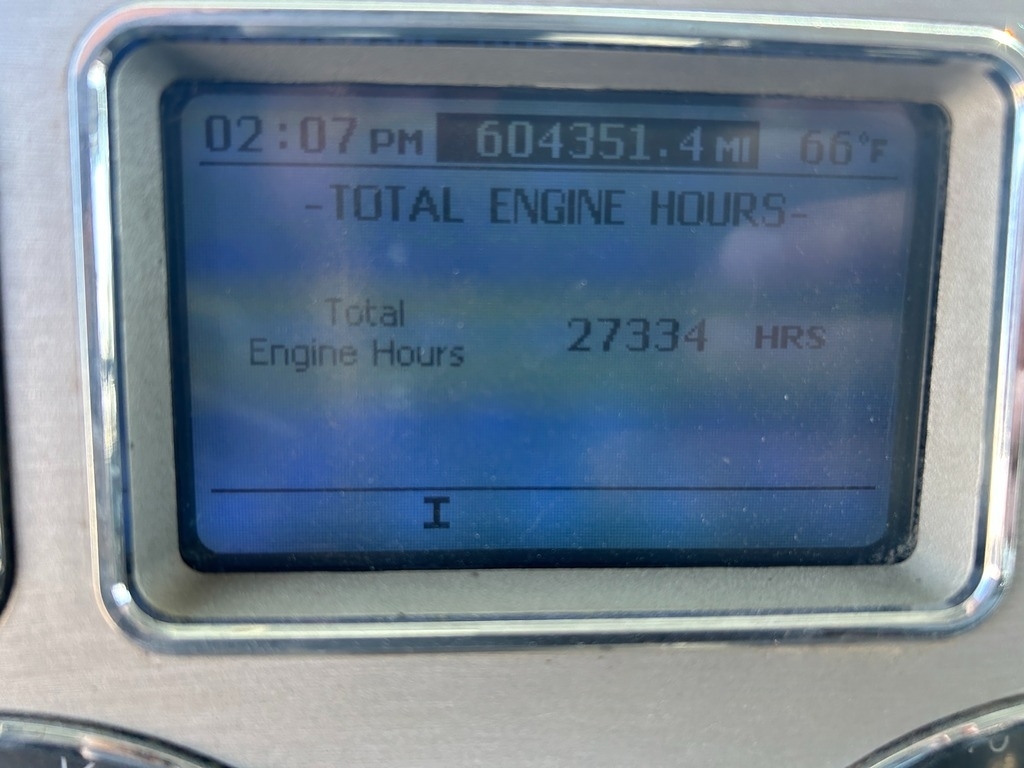 02:07 PM 604351.4 MI 66°F
-TOTAL ENGINE HOURS-
Total
Engine Hours 27334 HRS
I